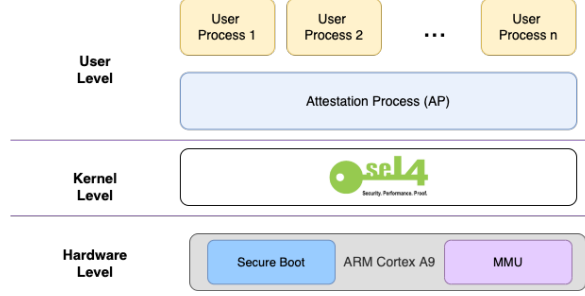 User
Process 1
User
Process 2
...
User
Process n
User
Level
Attestation Process (AP)
Kernel
Level
seL4
Security. Performance. Proof.
Hardware
Level
Secure Boot
ARM Cortex A9
MMU